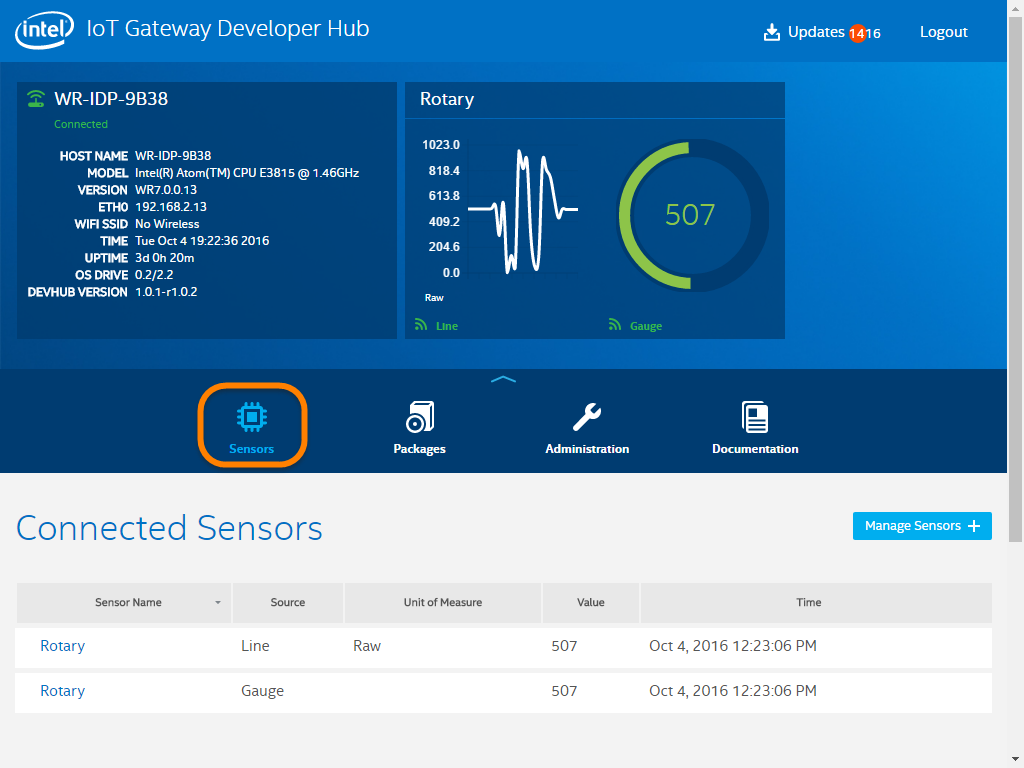 intel IoT Gateway Developer Hub
Updates 1416
Logout
WR-IDP-9B38
Connected
HOST NAME WR-IDP-9B38
MODEL Intel(R) Atom(TM) CPU E3815 @ 1.46GHz
VERSION WR7.0.0.13
ETH0 192.168.2.13
WIFI SSID No Wireless
TIME Tue Oct 4 19:22:36 2016
UPTIME 3d 0h 20m
OS DRIVE 0.2/2.2
DEVHUB VERSION 1.0.1-r1.0.2
Rotary
1023.0
818.4
613.8
409.2
204.6
0.0
Raw
507
Line
Gauge
Sensors
Packages
Administration
Documentation
Connected Sensors
Manage Sensors +
Sensor Name Source Unit of Measure Value Time
Rotary Line Raw 507 Oct 4, 2016 12:23:06 PM
Rotary Gauge 507 Oct 4, 2016 12:23:06 PM